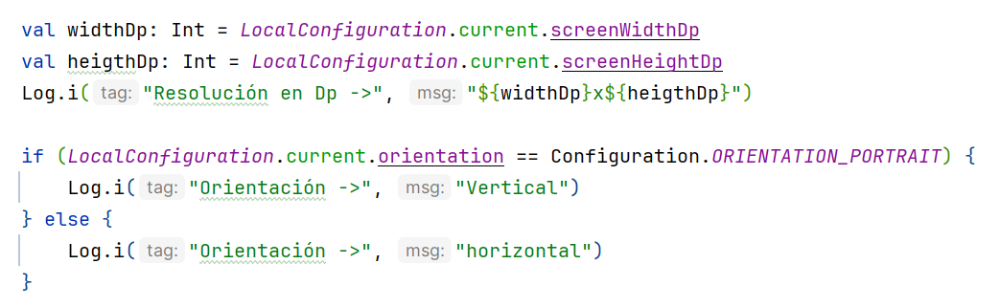 val widthDp: Int = LocalConfiguration.current.screenWidthDp
val heigthDp: Int = LocalConfiguration.current.screenHeightDp
Log.i( tag: "Resolución en Dp ->", msg: "${widthDp}x${heigthDp}")
if (LocalConfiguration.current.orientation == Configuration.ORIENTATION_PORTRAIT) {
    Log.i( tag: "Orientación ->", msg: "Vertical")
} else {
    Log.i( tag: "Orientación ->", msg: "horizontal")
}